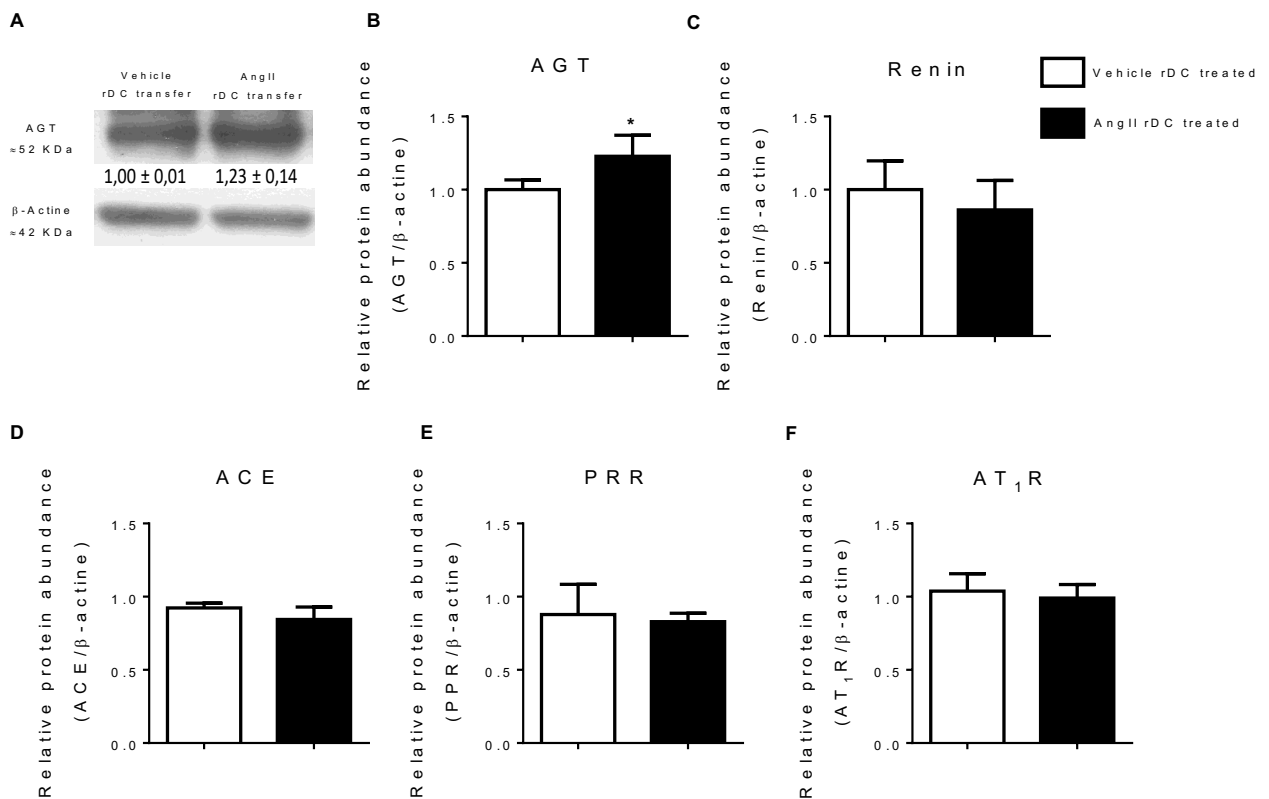 A
Vehicle
rDC transfer
AngII
rDC transfer
AGT
≈52 KDa
1,00 ± 0,01
1,23 ± 0,14
β-Actine
≈42 KDa
B
AGT
Relative protein abundance
(AGT/β-actine)
1.5
1.0
0.5
0.0
*
C
Renin
Relative protein abundance
(Renin/β-actine)
1.5
1.0
0.5
0.0
Vehicle rDC treated
AngII rDC treated
D
ACE
Relative protein abundance
(ACE/β-actine)
1.5
1.0
0.5
0.0
E
PRR
Relative protein abundance
(PPR/β-actine)
1.5
1.0
0.5
0.0
F
AT₁R
Relative protein abundance
(AT₁R/β-actine)
1.5
1.0
0.5
0.0